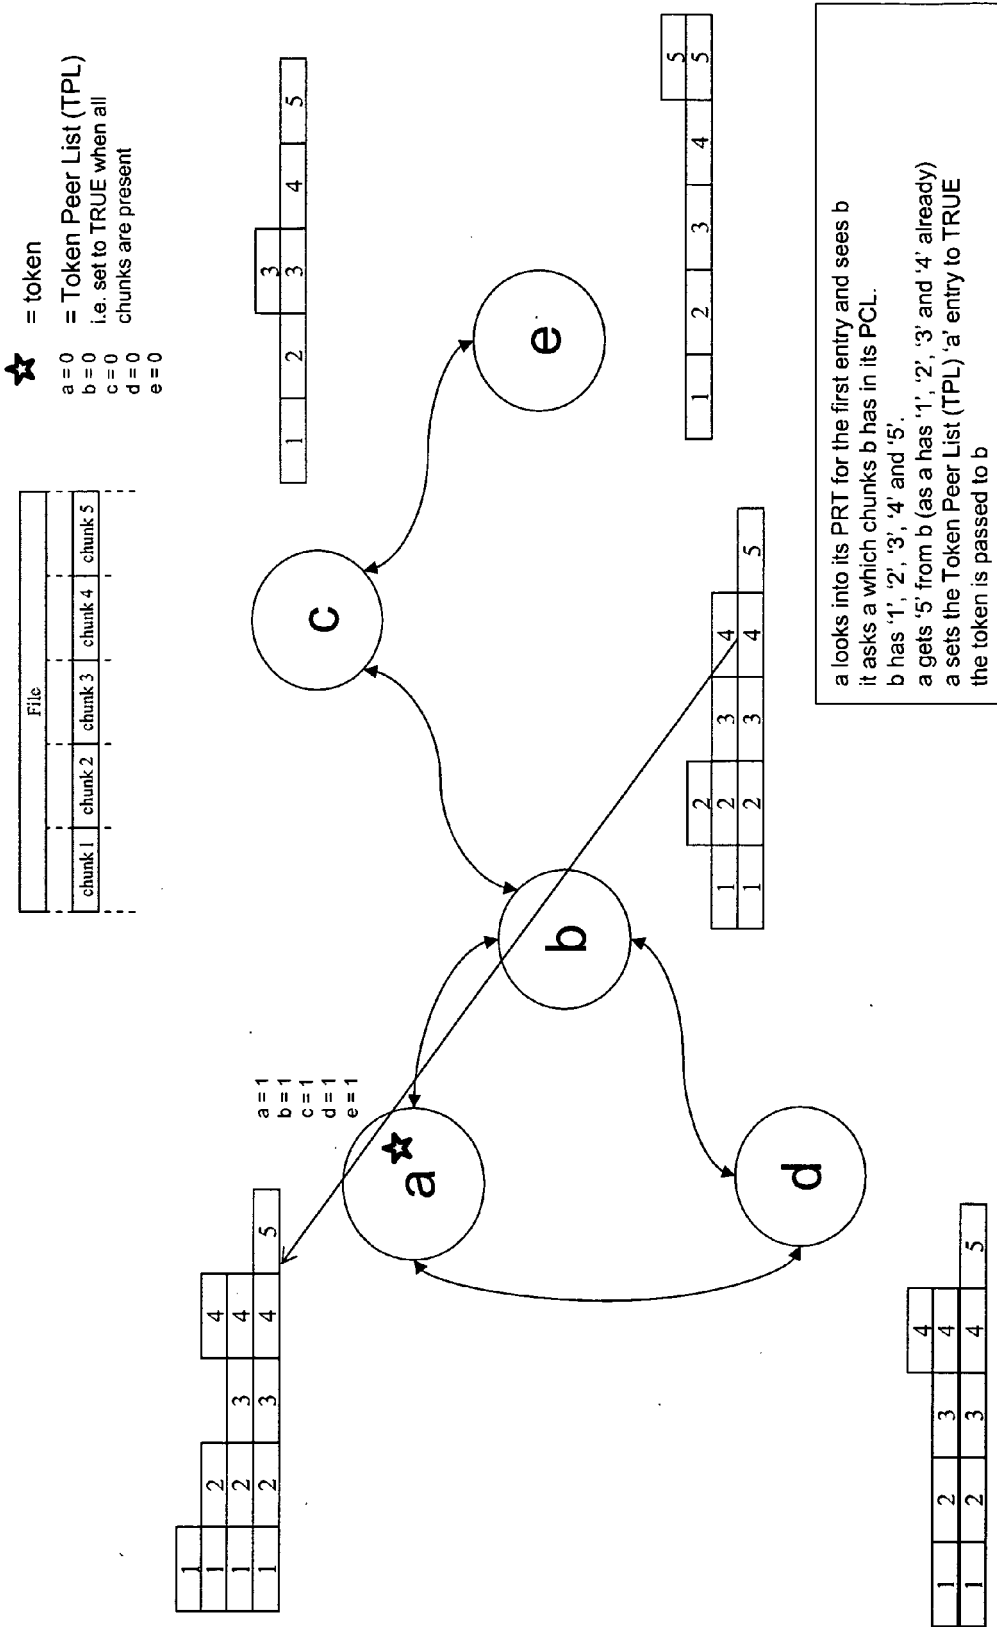 File
chunk 1 chunk 2 chunk 3 chunk 4 chunk 5
= token
a = 0
b = 0
c = 0
d = 0
e = 0
= Token Peer List (TPL)
i.e. set to TRUE when all
chunks are present
1
1 2 4
1 2 3 4
1 2 3 4 5
a = 1
b = 1
c = 1
d = 1
e = 1
3
1 2 3 4 5
c
a
b
e
d
2
1 2 3 4
1 2 3 4 5
5
1 2 3 4 5
4
1 2 3 4
1 2 3 4 5
a looks into its PRT for the first entry and sees b
it asks a which chunks b has in its PCL.
b has '1', '2', '3', '4' and '5'.
a gets '5' from b (as a has '1', '2', '3' and '4' already)
a sets the Token Peer List (TPL) 'a' entry to TRUE
the token is passed to b